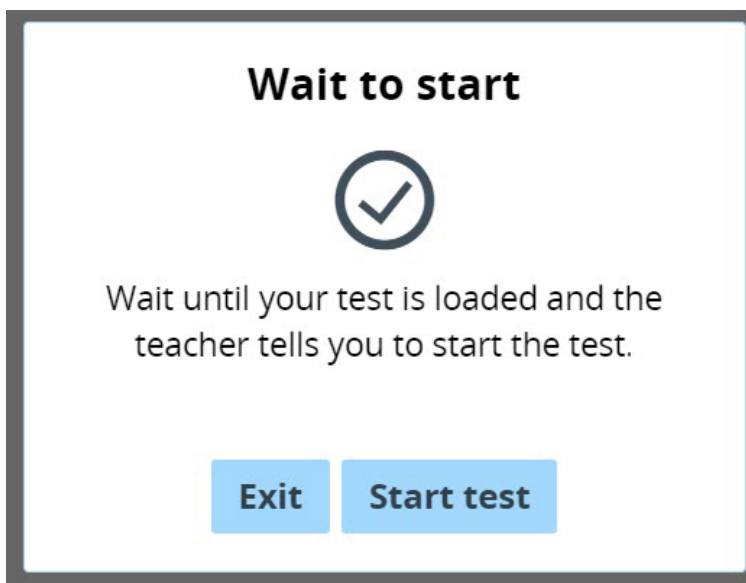 Wait to start
Wait until your test is loaded and the
teacher tells you to start the test.
Exit
Start test